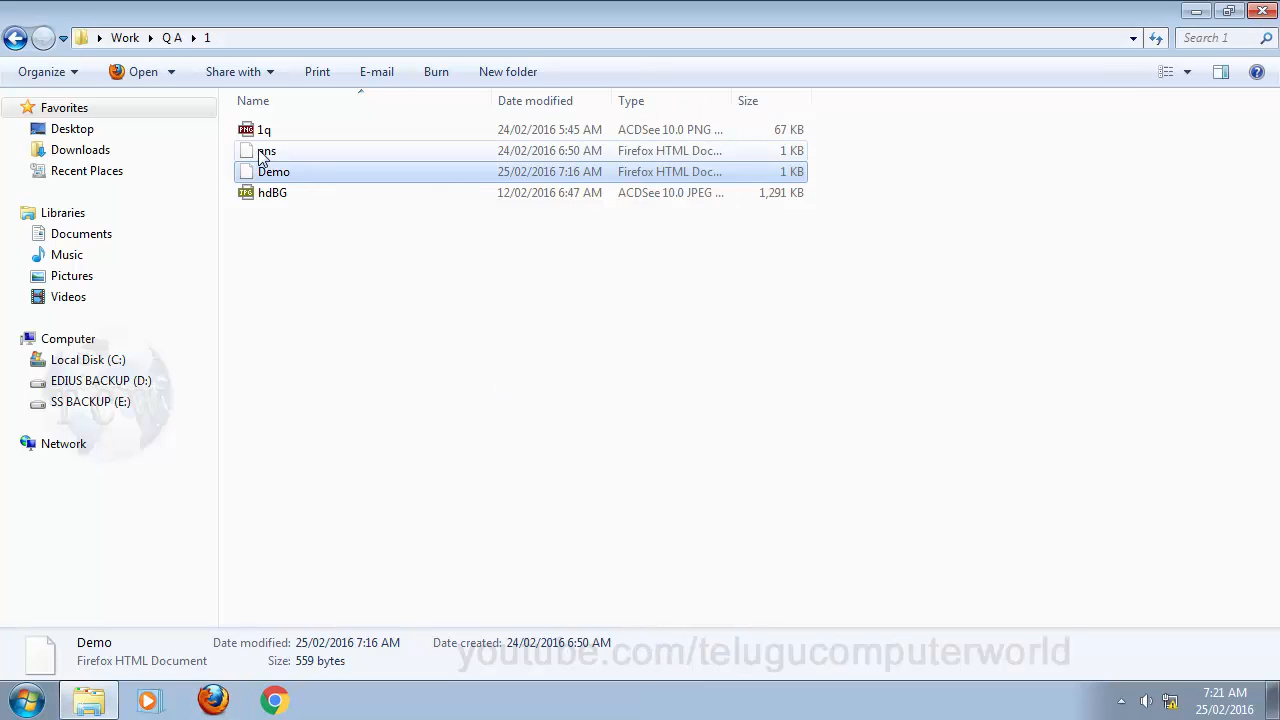 Work ▸ Q A ▸ 1 Search 1
Organize Open Share with Print E-mail Burn New folder
Name Date modified Type Size
Favorites
Desktop
Downloads
Recent Places
Libraries
Documents
Music
Pictures
Videos
Computer
Local Disk (C:)
EDIUS BACKUP (D:)
SS BACKUP (E:)
Network
1q 24/02/2016 5:45 AM ACDSee 10.0 PNG ... 67 KB
24/02/2016 6:50 AM Firefox HTML Doc... 1 KB
Demo 25/02/2016 7:16 AM Firefox HTML Doc... 1 KB
hdBG 12/02/2016 6:47 AM ACDSee 10.0 JPEG ... 1,291 KB
Demo Date modified: 25/02/2016 7:16 AM Date created: 24/02/2016 6:50 AM
Firefox HTML Document Size: 559 bytes
youtube.com/telugucomputerworld
7:21 AM
25/02/2016